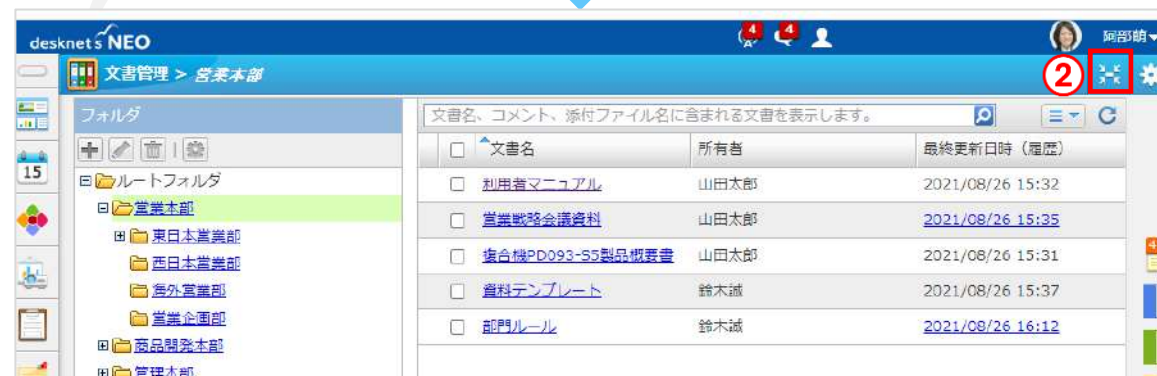 desknet's NEO
4
4
阿部萌
文書管理 > 営業本部
②
フォルダ
文書名、コメント、添付ファイル名に含まれる文書を表示します。
文書名 所有者 最終更新日時（履歴）
15
ルートフォルダ
営業本部
東日本営業部
西日本営業部
海外営業部
営業企画部
商品開発本部
管理本部
利用者マニュアル 山田太郎 2021/08/26 15:32
営業戦略会議資料 山田太郎 2021/08/26 15:35
複合機PD093-S5製品概要書 山田太郎 2021/08/26 15:31
資料テンプレート 鈴木誠 2021/08/26 15:37
部門ルール 鈴木誠 2021/08/26 16:12
4